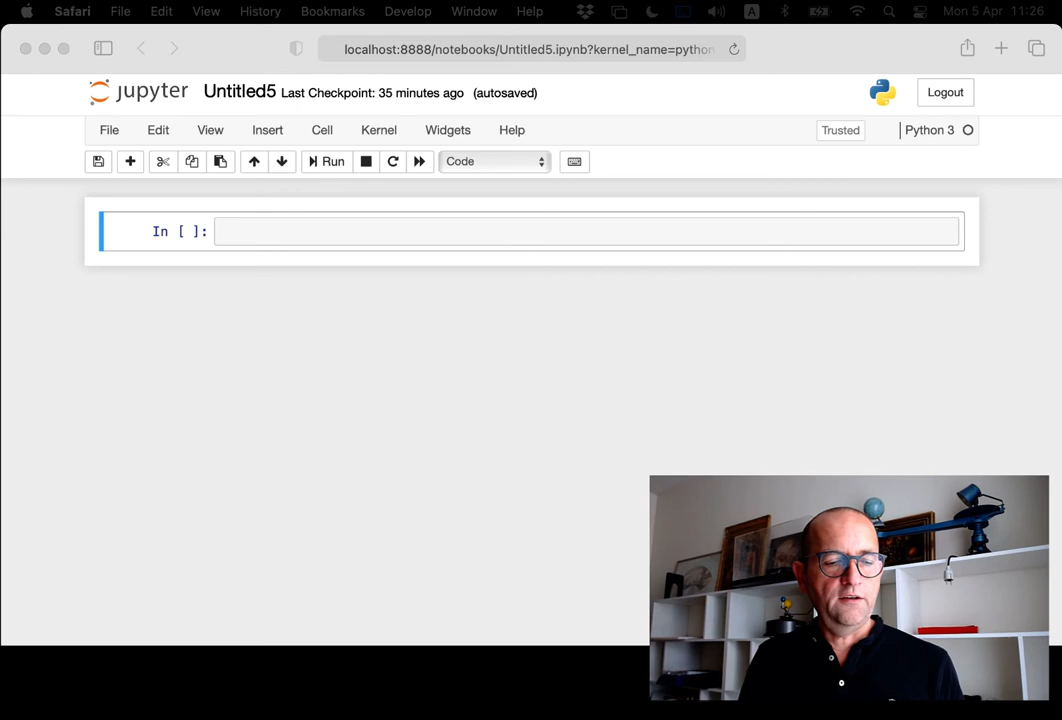 Safari File Edit View History Bookmarks Develop Window Help A Mon 5 Apr 11:26
localhost:8888/notebooks/Untitled5.ipynb?kernel_name=python
jupyter Untitled5 Last Checkpoint: 35 minutes ago (autosaved) Logout
File Edit View Insert Cell Kernel Widgets Help Trusted Python 3
Run Code
In [ ]: